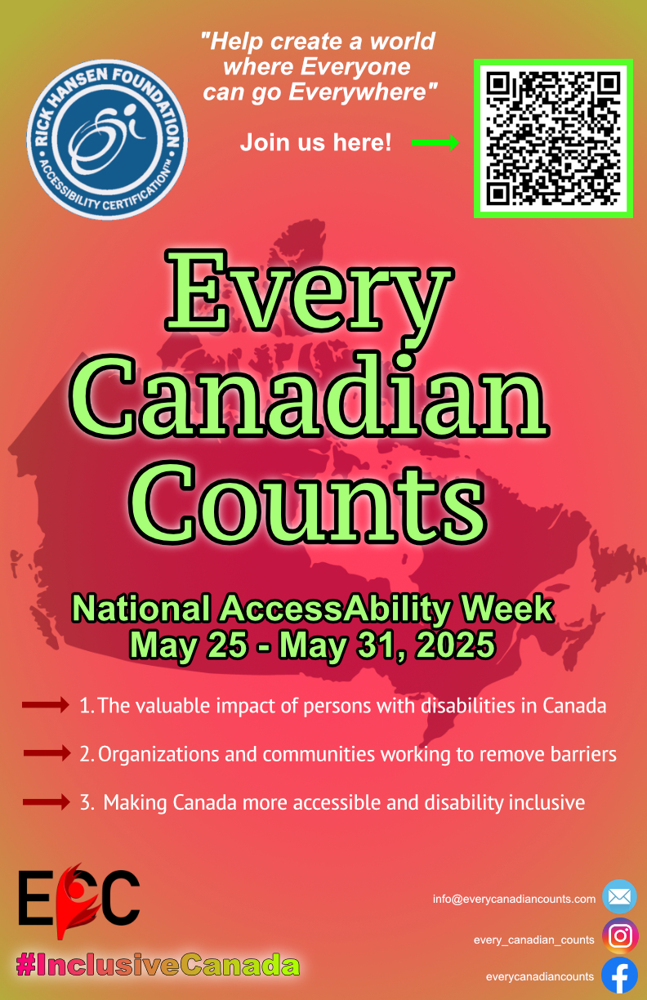 "Help create a world
where Everyone
can go Everywhere"
RICK HANSEN FOUNDATION
ACCESSIBILITY CERTIFICATION™
Join us here!
Every
Canadian
Counts
National AccessAbility Week
May 25 - May 31, 2025
1. The valuable impact of persons with disabilities in Canada
2. Organizations and communities working to remove barriers
3. Making Canada more accessible and disability inclusive
ECC
#InclusiveCanada
info@everycanadiancounts.com
every_canadian_counts
everycanadiancounts